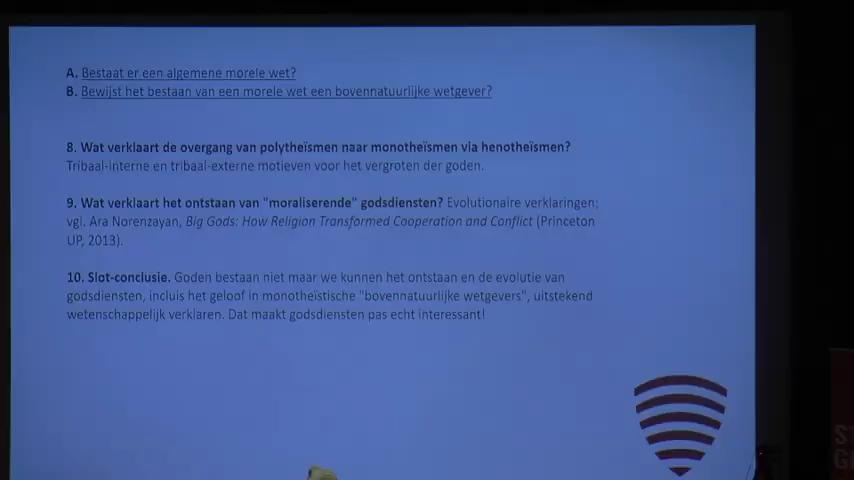 A. Bestaat er een algemene morele wet?
B. Bewijst het bestaan van een morele wet een bovennatuurlijke wetgever?
8. Wat verklaart de overgang van polytheïsmen naar monotheïsmen via henotheïsmen?
Tribaal-interne en tribaal-externe motieven voor het vergroten der goden.
9. Wat verklaart het ontstaan van "moraliserende" godsdiensten? Evolutionaire verklaringen;
vgl. Ara Norenzayan, Big Gods: How Religion Transformed Cooperation and Conflict (Princeton
UP, 2013).
10. Slot-conclusie. Goden bestaan niet maar we kunnen het ontstaan en de evolutie van
godsdiensten, incluis het geloof in monotheïstische "bovennatuurlijke wetgevers", uitstekend
wetenschappelijk verklaren. Dat maakt godsdiensten pas echt interessant!